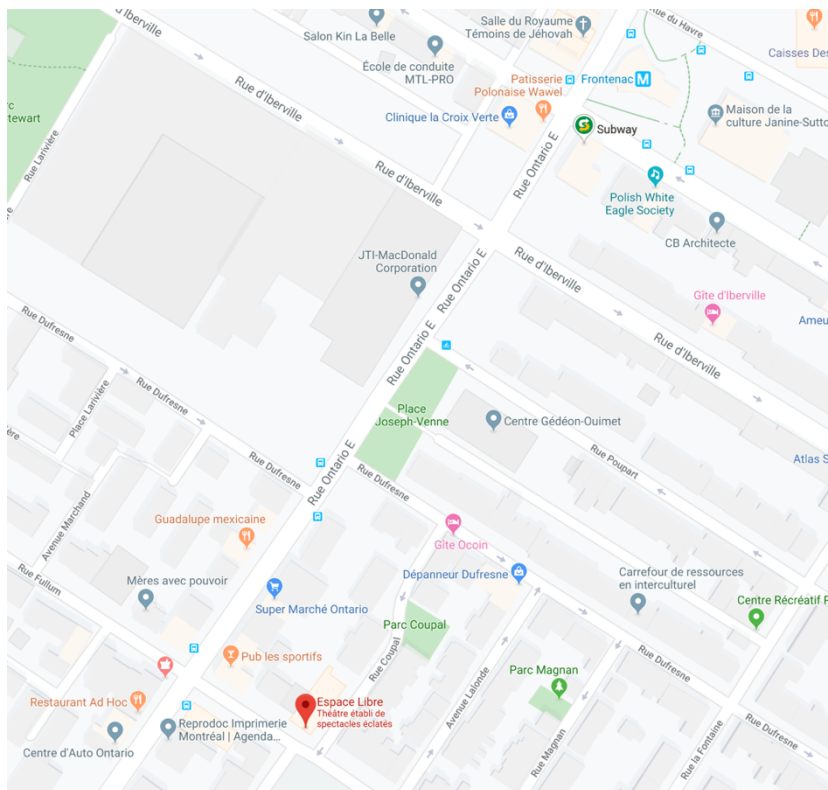 Salle du Royaume
Témoins de Jéhovah
Rue du Havre
Salon Kin La Belle
Caisses Des
École de conduite
MTL-PRO
Rue d'Iberville
Patisserie
Polonaise Wawel
Frontenac
M
Rue d'Iberville
rc
tewart
Clinique la Croix Verte
Subway
Maison de la
culture Janine-Sutto
Rue Larivière
Rue d'Iberville
Rue Ontario E
Polish White
Eagle Society
CB Architecte
JTI-MacDonald
Corporation
Rue Ontario E
Rue d'Iberville
Gîte d'Iberville
Ameu
Rue Dufresne
Rue Ontario E
Rue d'Iberville
Place Larivière
Rue Dufresne
Place
Joseph-Venne
Centre Gédéon-Ouimet
ère
Rue Dufresne
Rue Ontario E
Rue Poupart
Atlas S
Rue Dufresne
Avenue Marchand
Guadalupe mexicaine
Gîte Ocoin
Rue Fullum
Mères avec pouvoir
Dépanneur Dufresne
Carrefour de ressources
en interculturel
Super Marché Ontario
Centre Récréatif P
Parc Coupal
Pub les sportifs
Rue Coupal
Rue Dufresne
Parc Magnan
Avenue Lalonde
Restaurant Ad Hoc
Espace Libre
Théâtre établi de
spectacles éclatés
Reprodoc Imprimerie
Montréal | Agenda...
Centre d'Auto Ontario
Rue Magnan
Rue la Fontaine
Rue Dufresne